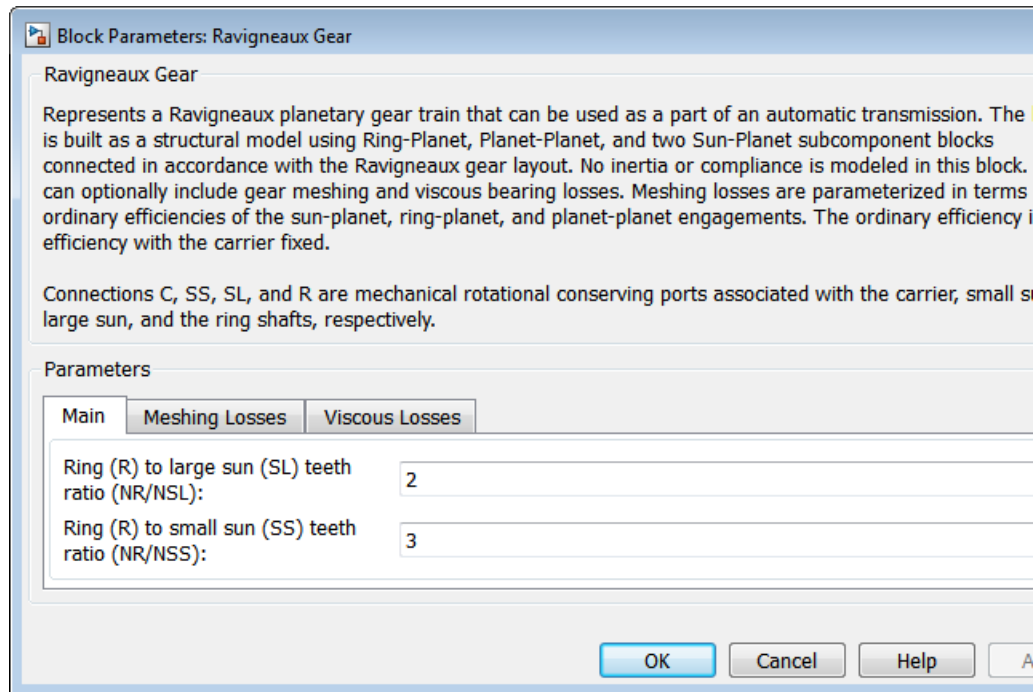 Block Parameters: Ravigneaux Gear
Ravigneaux Gear
Represents a Ravigneaux planetary gear train that can be used as a part of an automatic transmission. The
is built as a structural model using Ring-Planet, Planet-Planet, and two Sun-Planet subcomponent blocks
connected in accordance with the Ravigneaux gear layout. No inertia or compliance is modeled in this block.
can optionally include gear meshing and viscous bearing losses. Meshing losses are parameterized in terms
ordinary efficiencies of the sun-planet, ring-planet, and planet-planet engagements. The ordinary efficiency
efficiency with the carrier fixed.
Connections C, SS, SL, and R are mechanical rotational conserving ports associated with the carrier, small
large sun, and the ring shafts, respectively.
Parameters
Main Meshing Losses Viscous Losses
Ring (R) to large sun (SL) teeth
ratio (NR/NSL):
2
Ring (R) to small sun (SS) teeth
ratio (NR/NSS):
3
OK Cancel Help